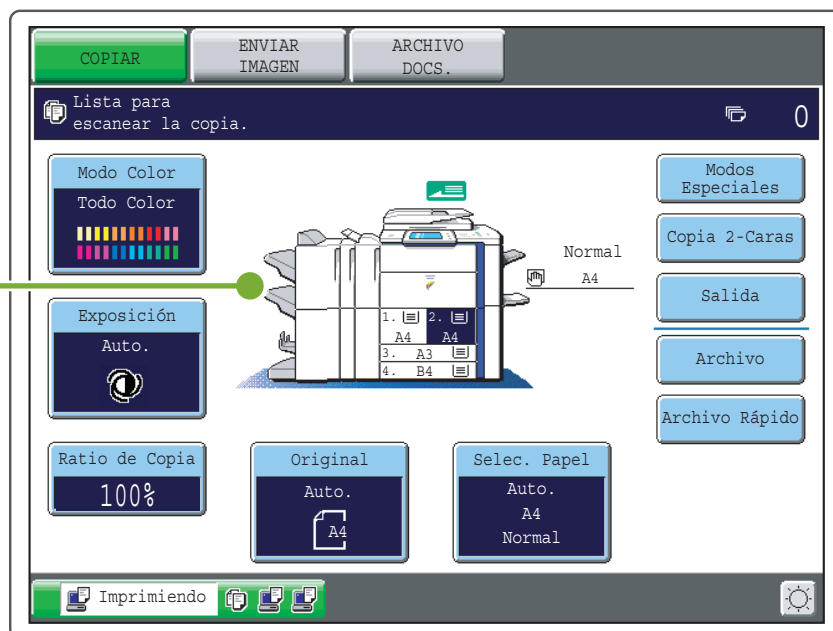 COPIAR
ENVIAR
IMAGEN
ARCHIVO
DOCS.
Lista para
escanear la copia.
0
Modo Color
Todo Color
Exposición
Auto.
Ratio de Copia
100%
Normal
A4
1. 2.
A4 A4
3. A3
4. B4
Original
Auto.
A4
Selec. Papel
Auto.
A4
Normal
Modos
Especiales
Copia 2-Caras
Salida
Archivo
Archivo Rápido
Imprimiendo